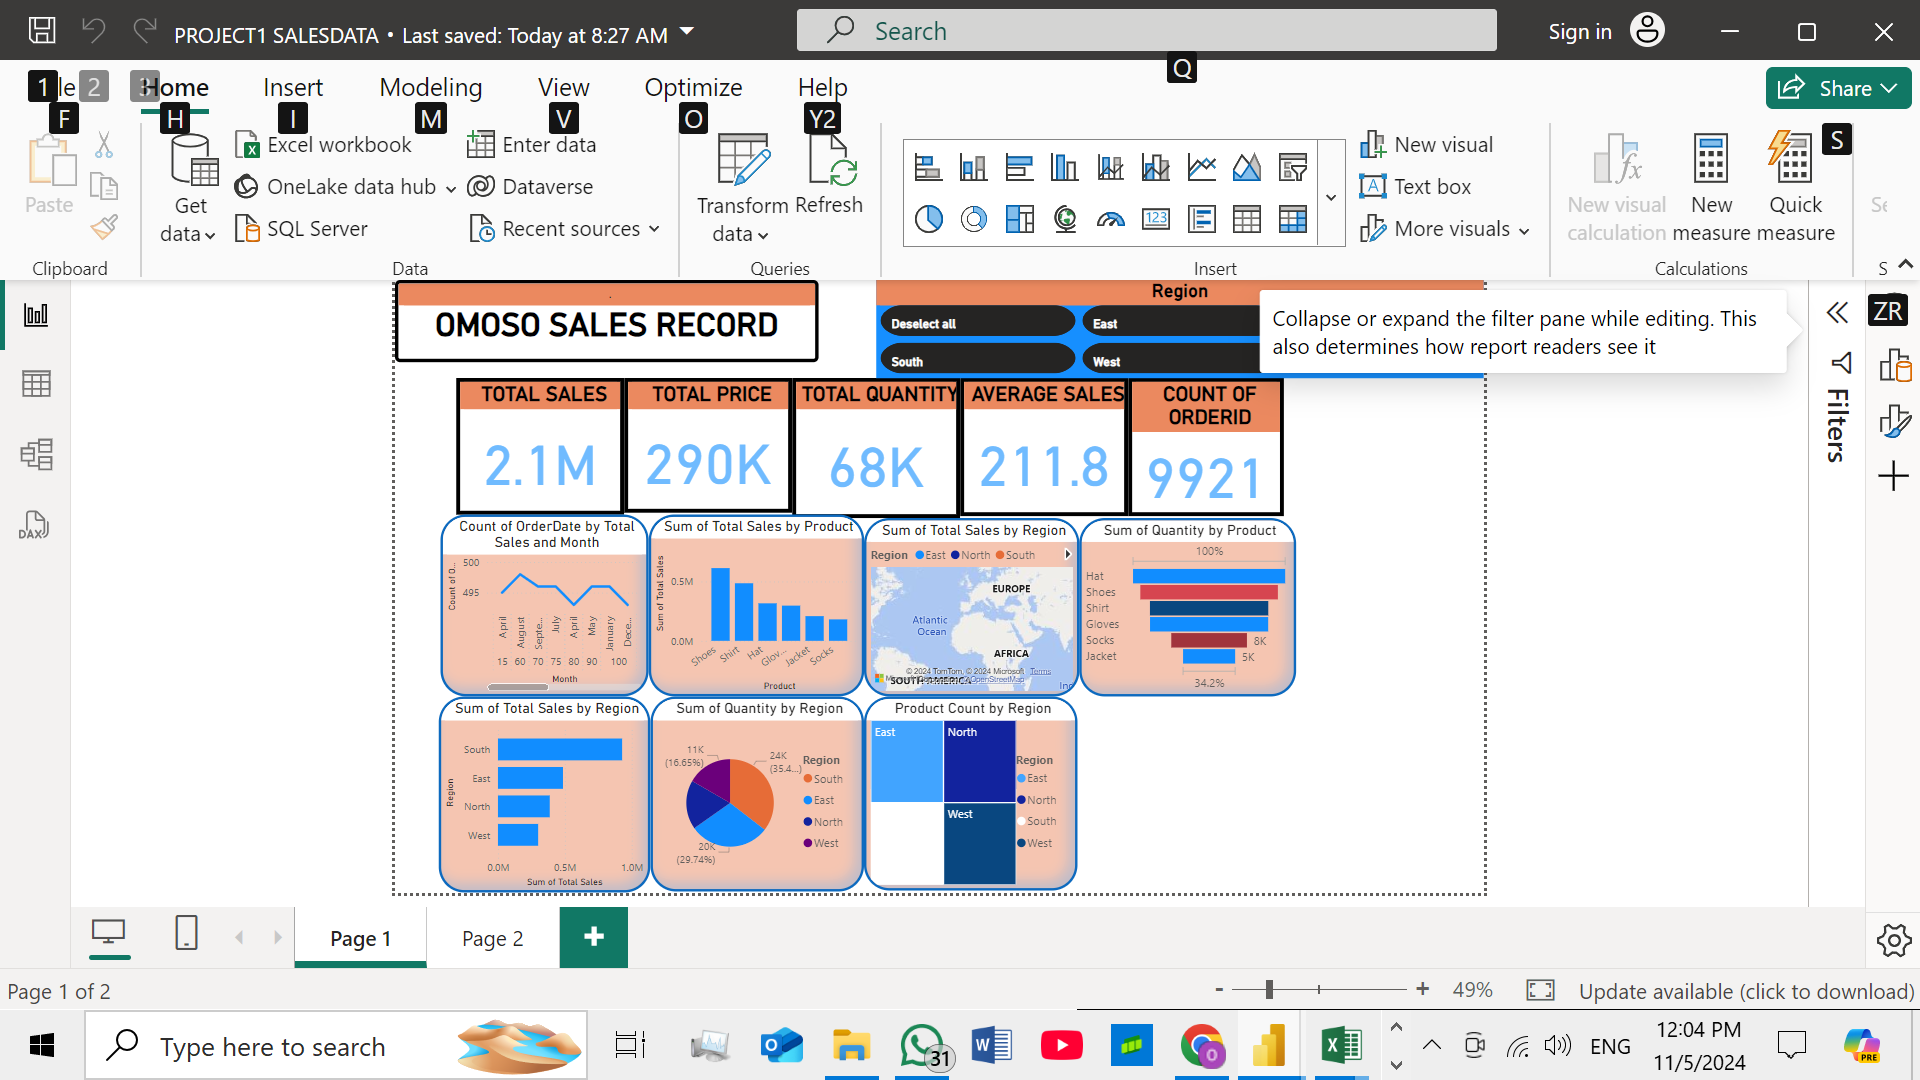 PROJECT1 SALESDATA • Last saved: Today at 8:27 AM
Search
Sign in
Q
1
le
2
3
Home
Insert
Modeling
View
Optimize
Help
Share
F
H
I
M
V
O
Y2
S
Paste
Get
data
Excel workbook
OneLake data hub
SQL Server
Enter data
Dataverse
Recent sources
Transform
data
Refresh
New visual
Text box
More visuals
New visual
calculation
New
measure
Quick
measure
Se
Clipboard
Data
Queries
Insert
Calculations
S
OMOSO SALES RECORD
Region
Deselect all
East
South
West
Collapse or expand the filter pane while editing. This
also determines how report readers see it
ZR
Filters
TOTAL SALES
2.1M
TOTAL PRICE
290K
TOTAL QUANTITY
68K
AVERAGE SALES
211.8
COUNT OF
ORDERID
9921
Count of OrderDate by Total
Sales and Month
Count of O...
500
495
April
August
Septe...
July
April
May
January
Dece...
15 60 70 75 80 90 100
Month
Sum of Total Sales by Product
Sum of Total Sales
0.5M
0.0M
Shoes
Shirt
Hat
Glov...
Jacket
Socks
Product
Sum of Total Sales by Region
Region East North South
EUROPE
Atlantic
Ocean
AFRICA
© 2024 TomTom, © 2024 Microsoft
Terms
SOUTH AMERICA
OpenStreetMap
Inc
Sum of Quantity by Product
100%
Hat
Shoes
Shirt
Gloves
Socks 8K
Jacket 5K
34.2%
Sum of Total Sales by Region
Region
South
East
North
West
0.0M 0.5M 1.0M
Sum of Total Sales
Sum of Quantity by Region
11K
(16.65%)
24K
(35.4...)
20K
(29.74%)
Region
South
East
North
West
Product Count by Region
East
North
West
Region
East
North
South
West
Page 1
Page 2
Page 1 of 2
- + 49%
Update available (click to download)
Type here to search
31
ENG
12:04 PM
11/5/2024
PRE